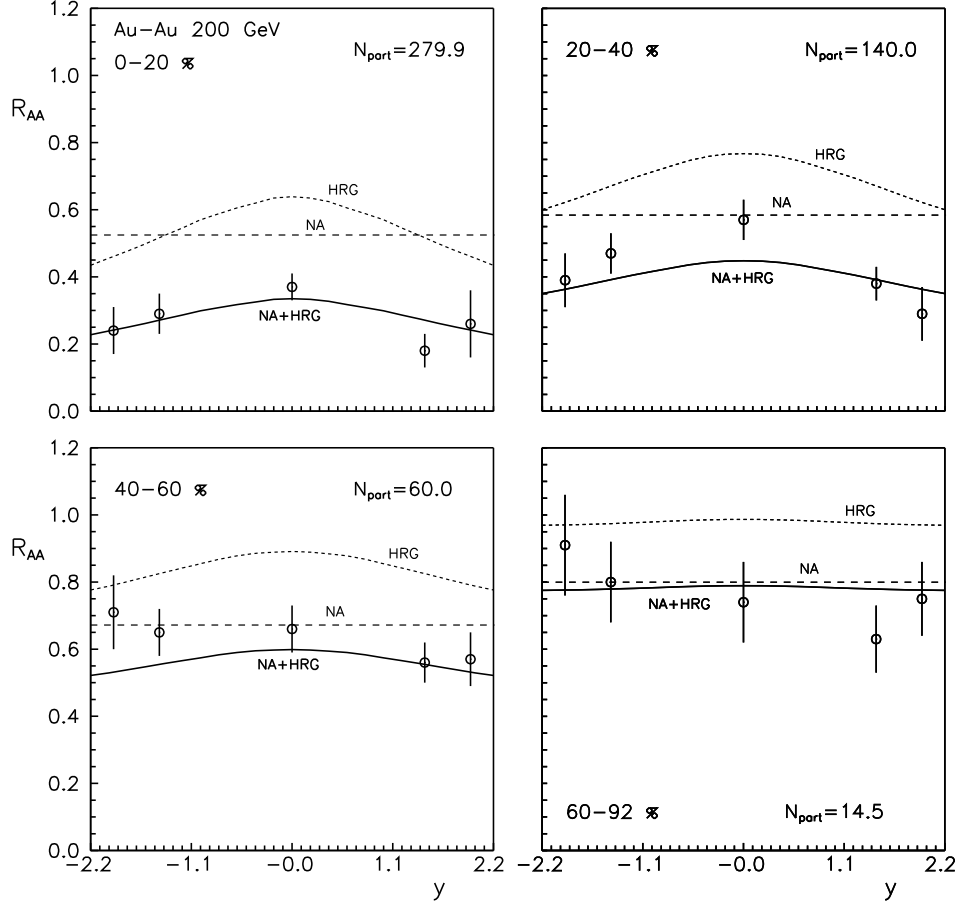 1.2
Au−Au 200 GeV
0−20 %
N_part=279.9
20−40 %
N_part=140.0
1.0
R_AA
0.8
HRG
HRG
0.6
NA
NA
0.4
NA+HRG
NA+HRG
0.2
0.0
1.2
40−60 %
N_part=60.0
1.0
HRG
R_AA
HRG
0.8
NA
NA
NA+HRG
0.6
NA+HRG
0.4
0.2
60−92 %
N_part=14.5
0.0
−2.2 −1.1 −0.0 1.1 2.2
−2.2 −1.1 −0.0 1.1 2.2
y
y